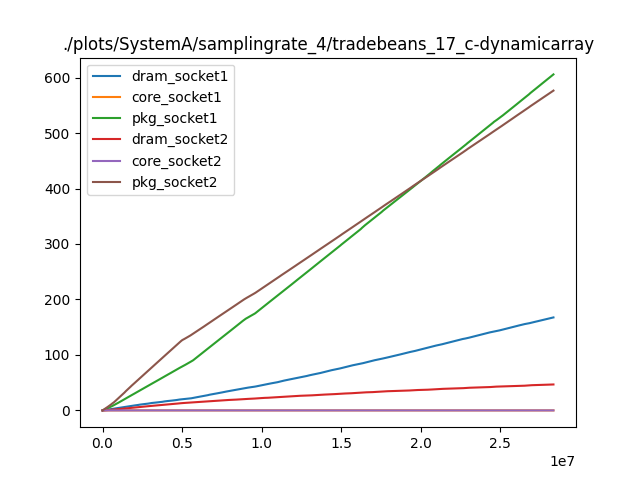 ./plots/SystemA/samplingrate_4/tradebeans_17_c-dynamicarray
600
500
400
300
200
100
0
dram_socket1
core_socket1
pkg_socket1
dram_socket2
core_socket2
pkg_socket2
0.0 0.5 1.0 1.5 2.0 2.5
1e7